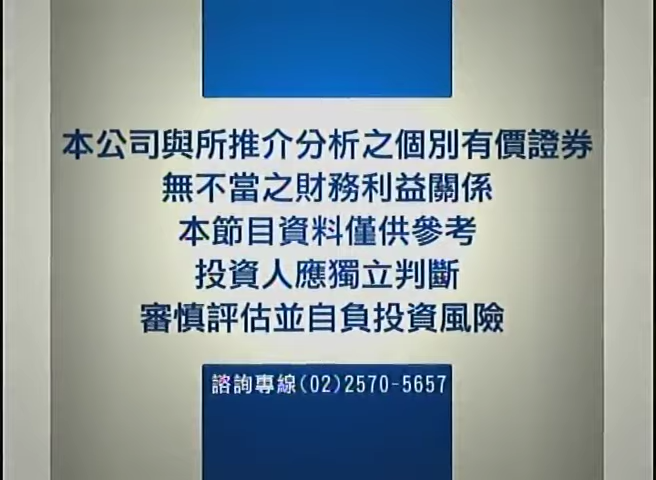 本公司與所推介分析之個別有價證券
無不當之財務利益關係
本節目資料僅供參考
投資人應獨立判斷
審慎評估並自負投資風險
諮詢專線(02)2570-5657